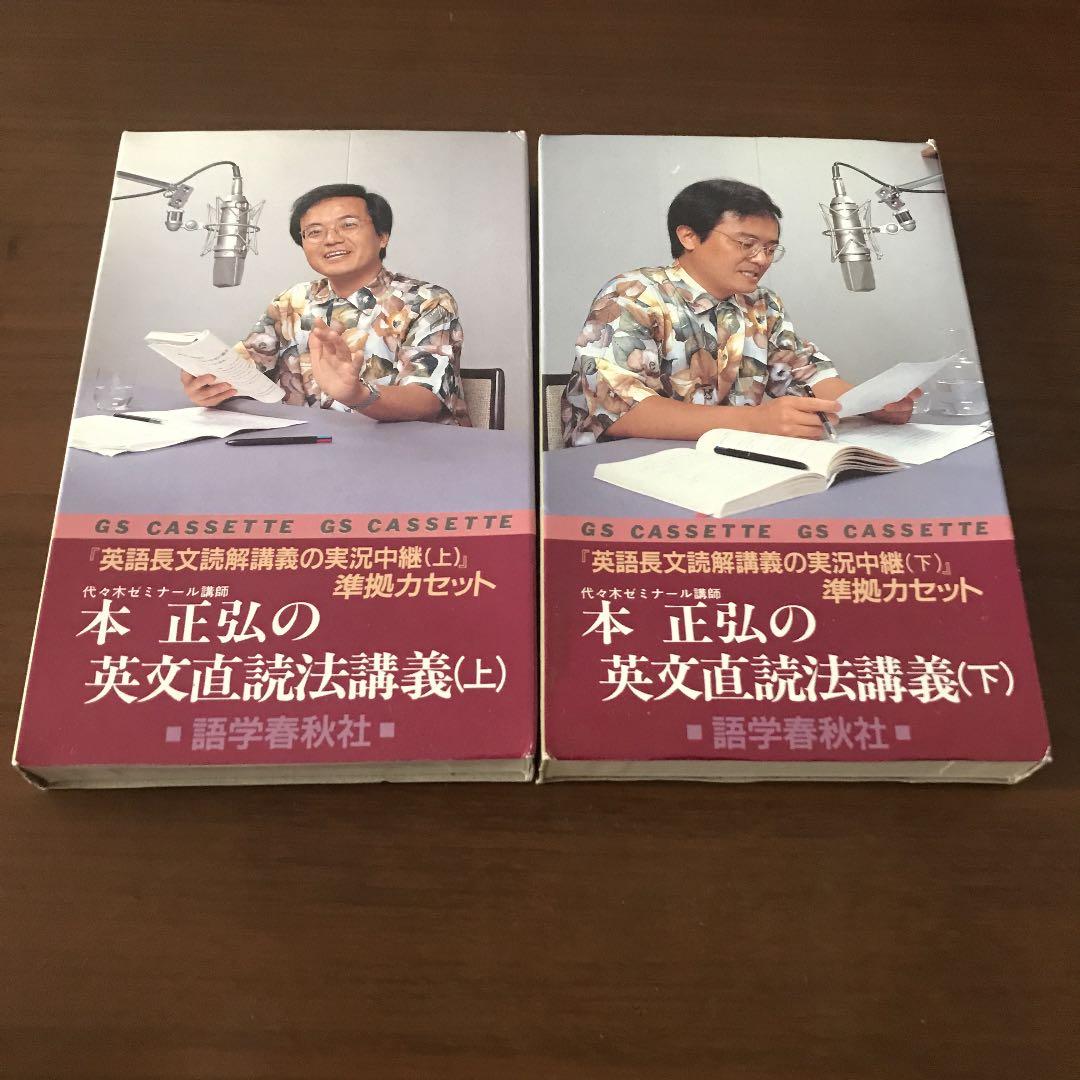 GS CASSETTE GS CASSETTE
『英語長文読解講義の実況中継(上)』
準拠カセット
代々木ゼミナール講師
本 正弘の
英文直読法講義(上)
■語学春秋社■
GS CASSETTE GS CASSETTE
『英語長文読解講義の実況中継(下)』
準拠カセット
代々木ゼミナール講師
本 正弘の
英文直読法講義(下)
■語学春秋社■